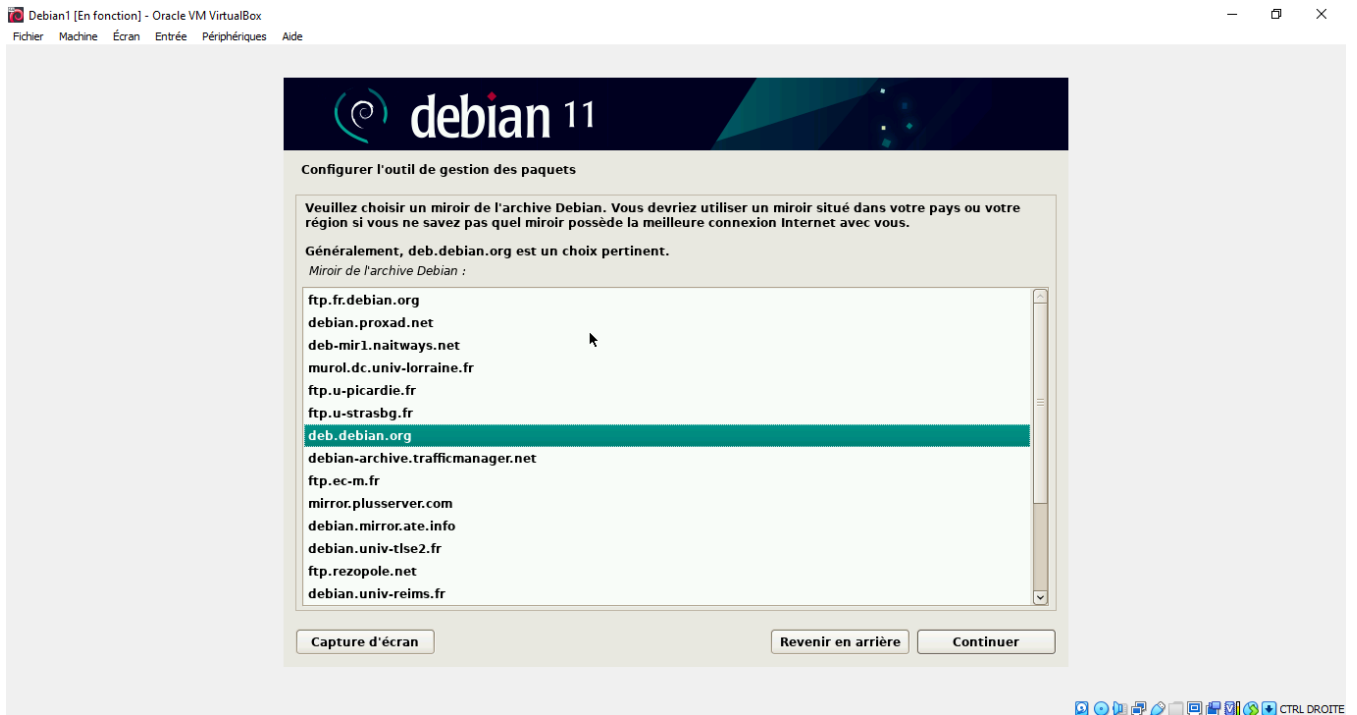 Debian1 [En fonction] - Oracle VM VirtualBox
Fichier Machine Écran Entrée Périphériques Aide
debian 11
Configurer l'outil de gestion des paquets
Veuillez choisir un miroir de l'archive Debian. Vous devriez utiliser un miroir situé dans votre pays ou votre
région si vous ne savez pas quel miroir possède la meilleure connexion Internet avec vous.
Généralement, deb.debian.org est un choix pertinent.
Miroir de l'archive Debian :
ftp.fr.debian.org
debian.proxad.net
deb-mir1.naitways.net
murol.dc.univ-lorraine.fr
ftp.u-picardie.fr
ftp.u-strasbg.fr
deb.debian.org
debian-archive.trafficmanager.net
ftp.ec-m.fr
mirror.plusserver.com
debian.mirror.ate.info
debian.univ-tlse2.fr
ftp.rezopole.net
debian.univ-reims.fr
Capture d'écran Revenir en arrière Continuer
CTRL DROITE